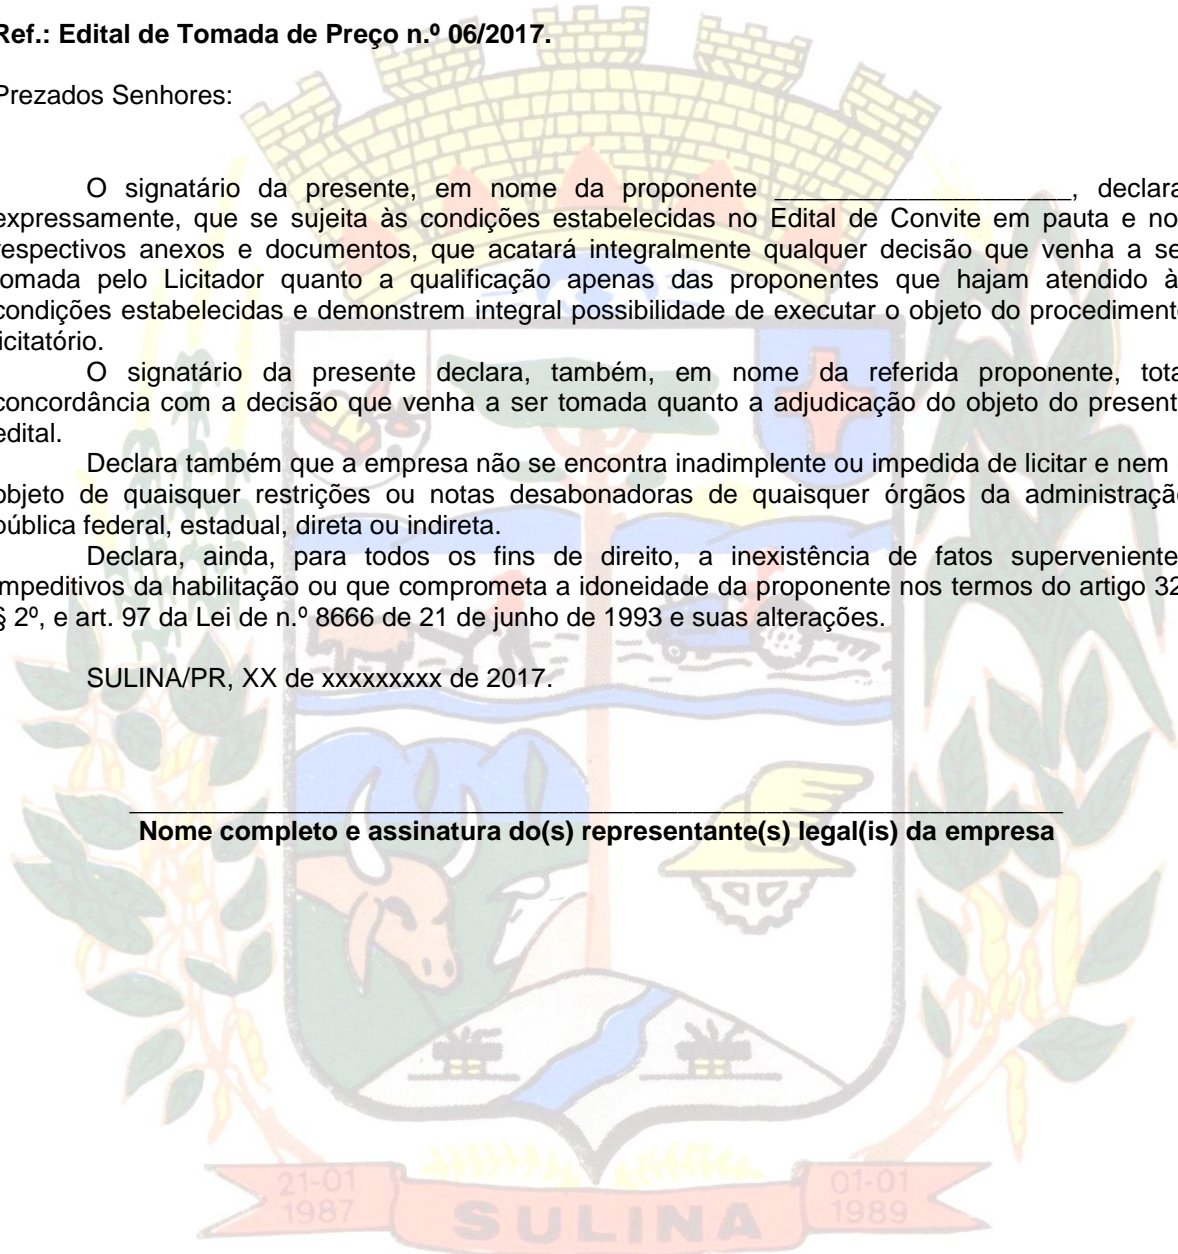 Ref.: Edital de Tomada de Preço n.º 06/2017.
Prezados Senhores:
O signatário da presente, em nome da proponente ____________________, declara
expressamente, que se sujeita às condições estabelecidas no Edital de Convite em pauta e no
respectivos anexos e documentos, que acatará integralmente qualquer decisão que venha a se
tomada pelo Licitador quanto a qualificação apenas das proponentes que hajam atendido à
condições estabelecidas e demonstrem integral possibilidade de executar o objeto do procedimento
icitatório.
O signatário da presente declara, também, em nome da referida proponente, tota
concordância com a decisão que venha a ser tomada quanto a adjudicação do objeto do present
edital.
Declara também que a empresa não se encontra inadimplente ou impedida de licitar e nem
objeto de quaisquer restrições ou notas desabonadoras de quaisquer órgãos da administração
pública federal, estadual, direta ou indireta.
Declara, ainda, para todos os fins de direito, a inexistência de fatos superveniente
mpeditivos da habilitação ou que comprometa a idoneidade da proponente nos termos do artigo 32
§ 2º, e art. 97 da Lei de n.º 8666 de 21 de junho de 1993 e suas alterações.
SULINA/PR, XX de xxxxxxxxx de 2017.
_______________________________________________________________
Nome completo e assinatura do(s) representante(s) legal(is) da empresa
21-01
1987
SULINA
01-01
1989